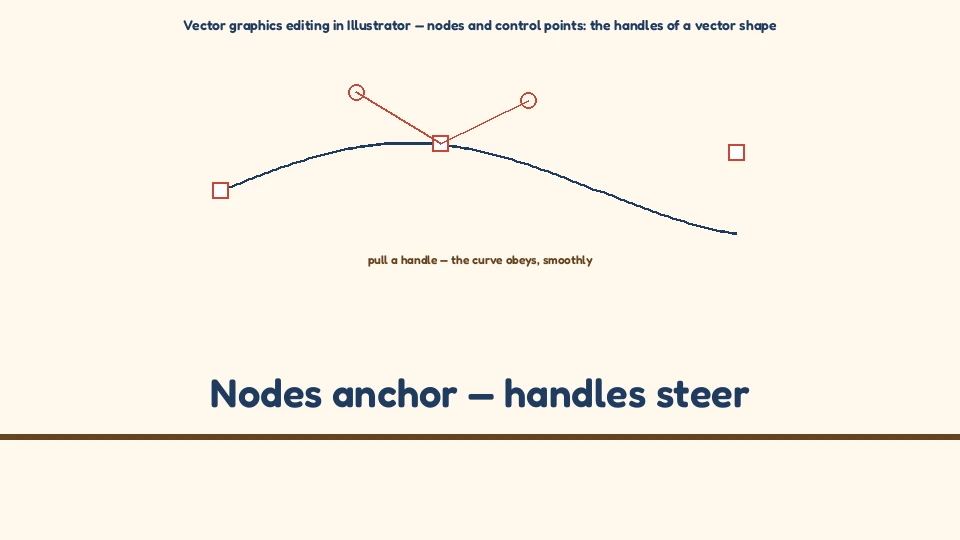 Vector graphics editing in Illustrator — nodes and control points: the handles of a vector shape
pull a handle — the curve obeys, smoothly
Nodes anchor — handles steer